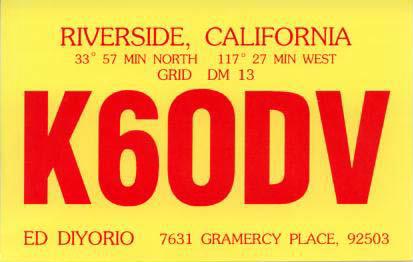 RIVERSIDE, CALIFORNIA
33° 57 MIN NORTH 117° 27 MIN WEST
GRID DM 13
K6ODV
ED DIYORIO 7631 GRAMERCY PLACE, 92503